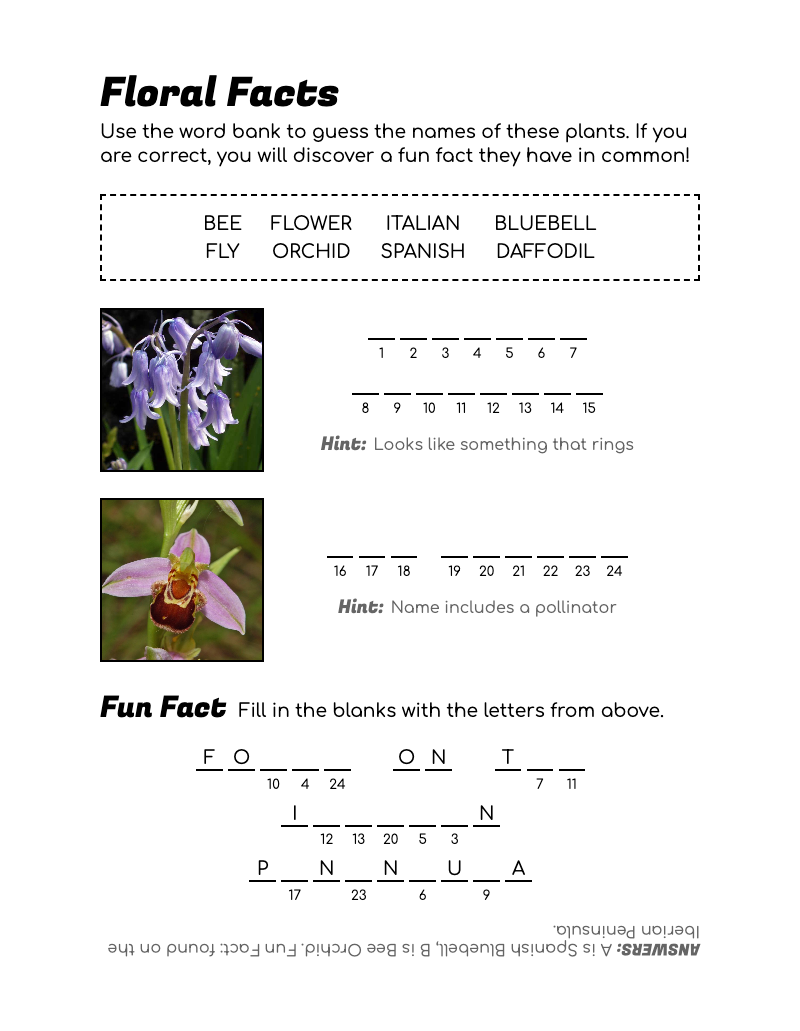 Floral Facts
Use the word bank to guess the names of these plants. If you
are correct, you will discover a fun fact they have in common!
BEE FLOWER ITALIAN BLUEBELL
FLY ORCHID SPANISH DAFFODIL
1 2 3 4 5 6 7
8 9 10 11 12 13 14 15
Hint: Looks like something that rings
16 17 18 19 20 21 22 23 24
Hint: Name includes a pollinator
Fun Fact Fill in the blanks with the letters from above.
F O _ _ _ O N T _ _
10 4 24 7 11
I _ _ _ _ _ N
12 13 20 5 3
P _ N _ N _ U _ A
17 23 6 9
ANSWERS: A is Spanish Bluebell, B is Bee Orchid. Fun Fact: found on the
Iberian Peninsula.